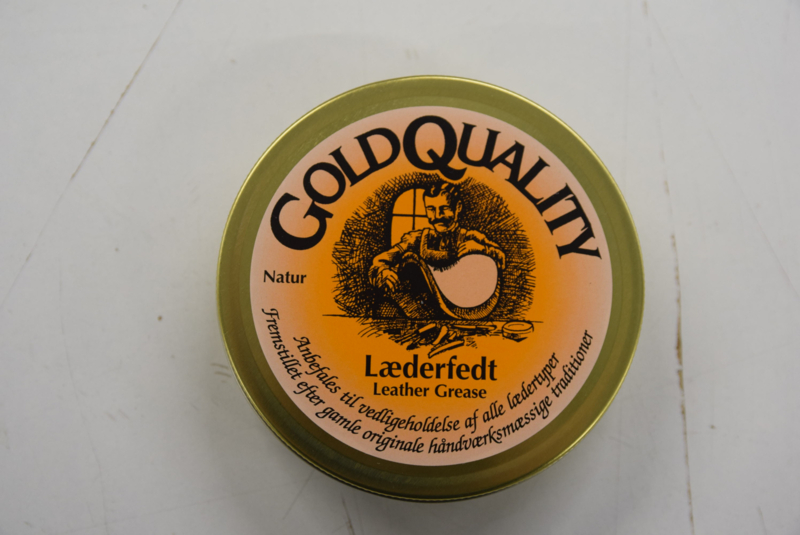 GOLDQUALITY
Natur
Læderfedt
Leather Grease
Anbefales til vedligeholdelse af alle lædertyper
Fremstillet efter gamle originale håndværksmæssige traditioner